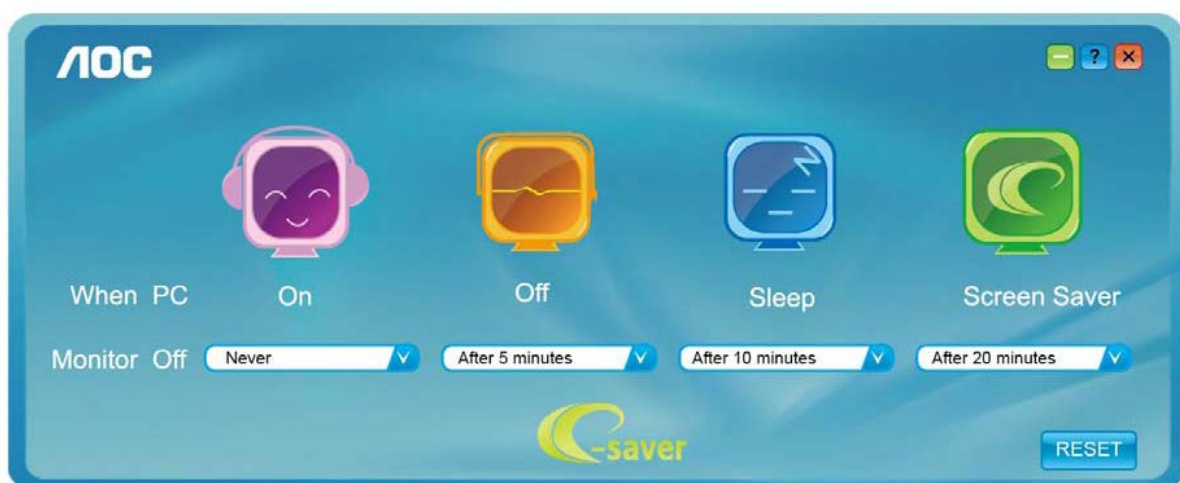 AOC
?
When PC On Off Sleep Screen Saver
Monitor Off Never After 5 minutes After 10 minutes After 20 minutes
e-saver
RESET